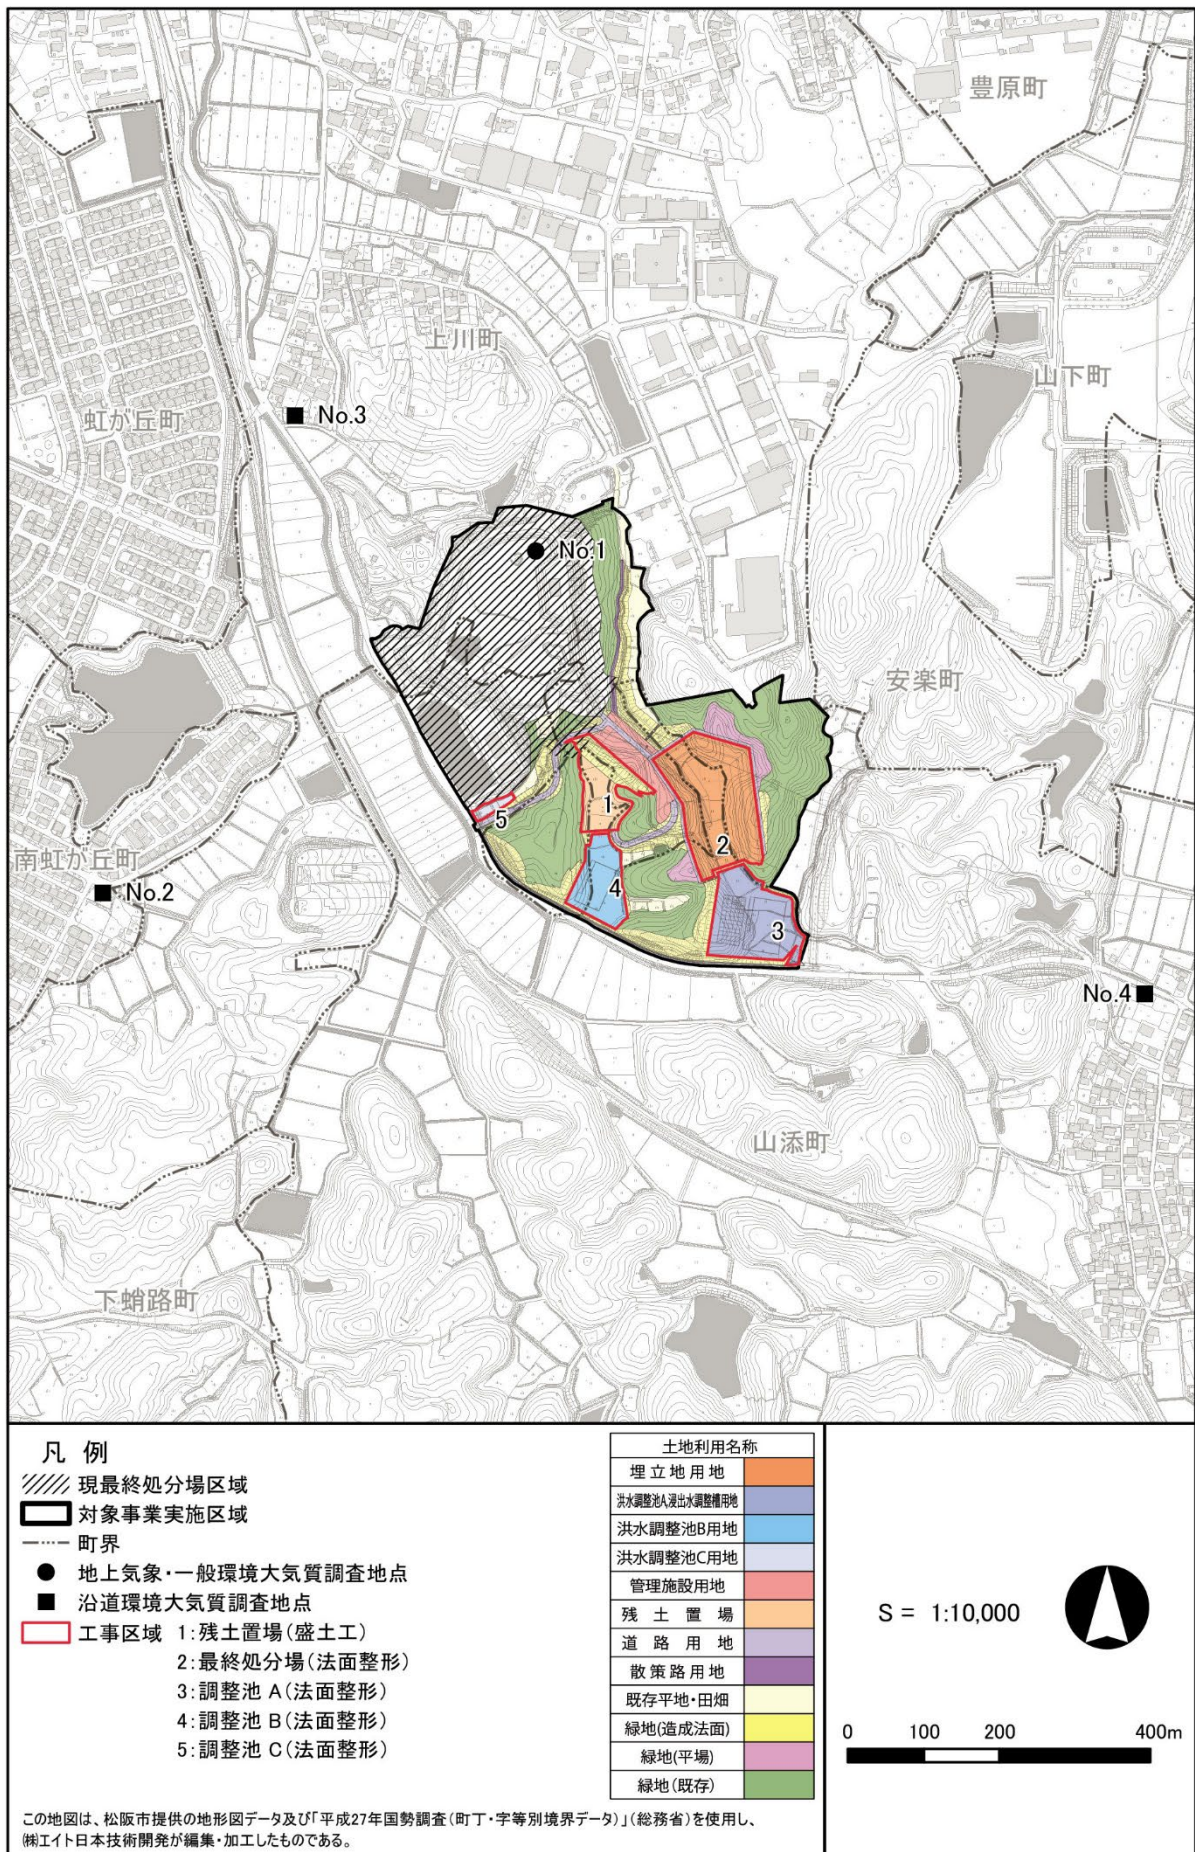 豊原町
上川町
山下町
虹が丘町
No.3
No.1
安楽町
1
5
2
南虹が丘町
No.2
4
3
No.4
山添町
下蛸路町
凡 例
現最終処分場区域
対象事業実施区域
町界
地上気象・一般環境大気質調査地点
沿道環境大気質調査地点
工事区域 1:残土置場(盛土工)
2:最終処分場(法面整形)
3:調整池 A(法面整形)
4:調整池 B(法面整形)
5:調整池 C(法面整形)
土地利用名称
埋立地用地
洪水調整池A,浸出水調整槽用地
洪水調整池B用地
洪水調整池C用地
管理施設用地
残土置場
道路用地
散策路用地
既存平地・田畑
緑地(造成法面)
緑地(平場)
緑地(既存)
S = 1:10,000
0 100 200 400m
この地図は、松阪市提供の地形図データ及び「平成27年国勢調査(町丁・字等別境界データ)」(総務省)を使用し、
㈱エイト日本技術開発が編集・加工したものである。